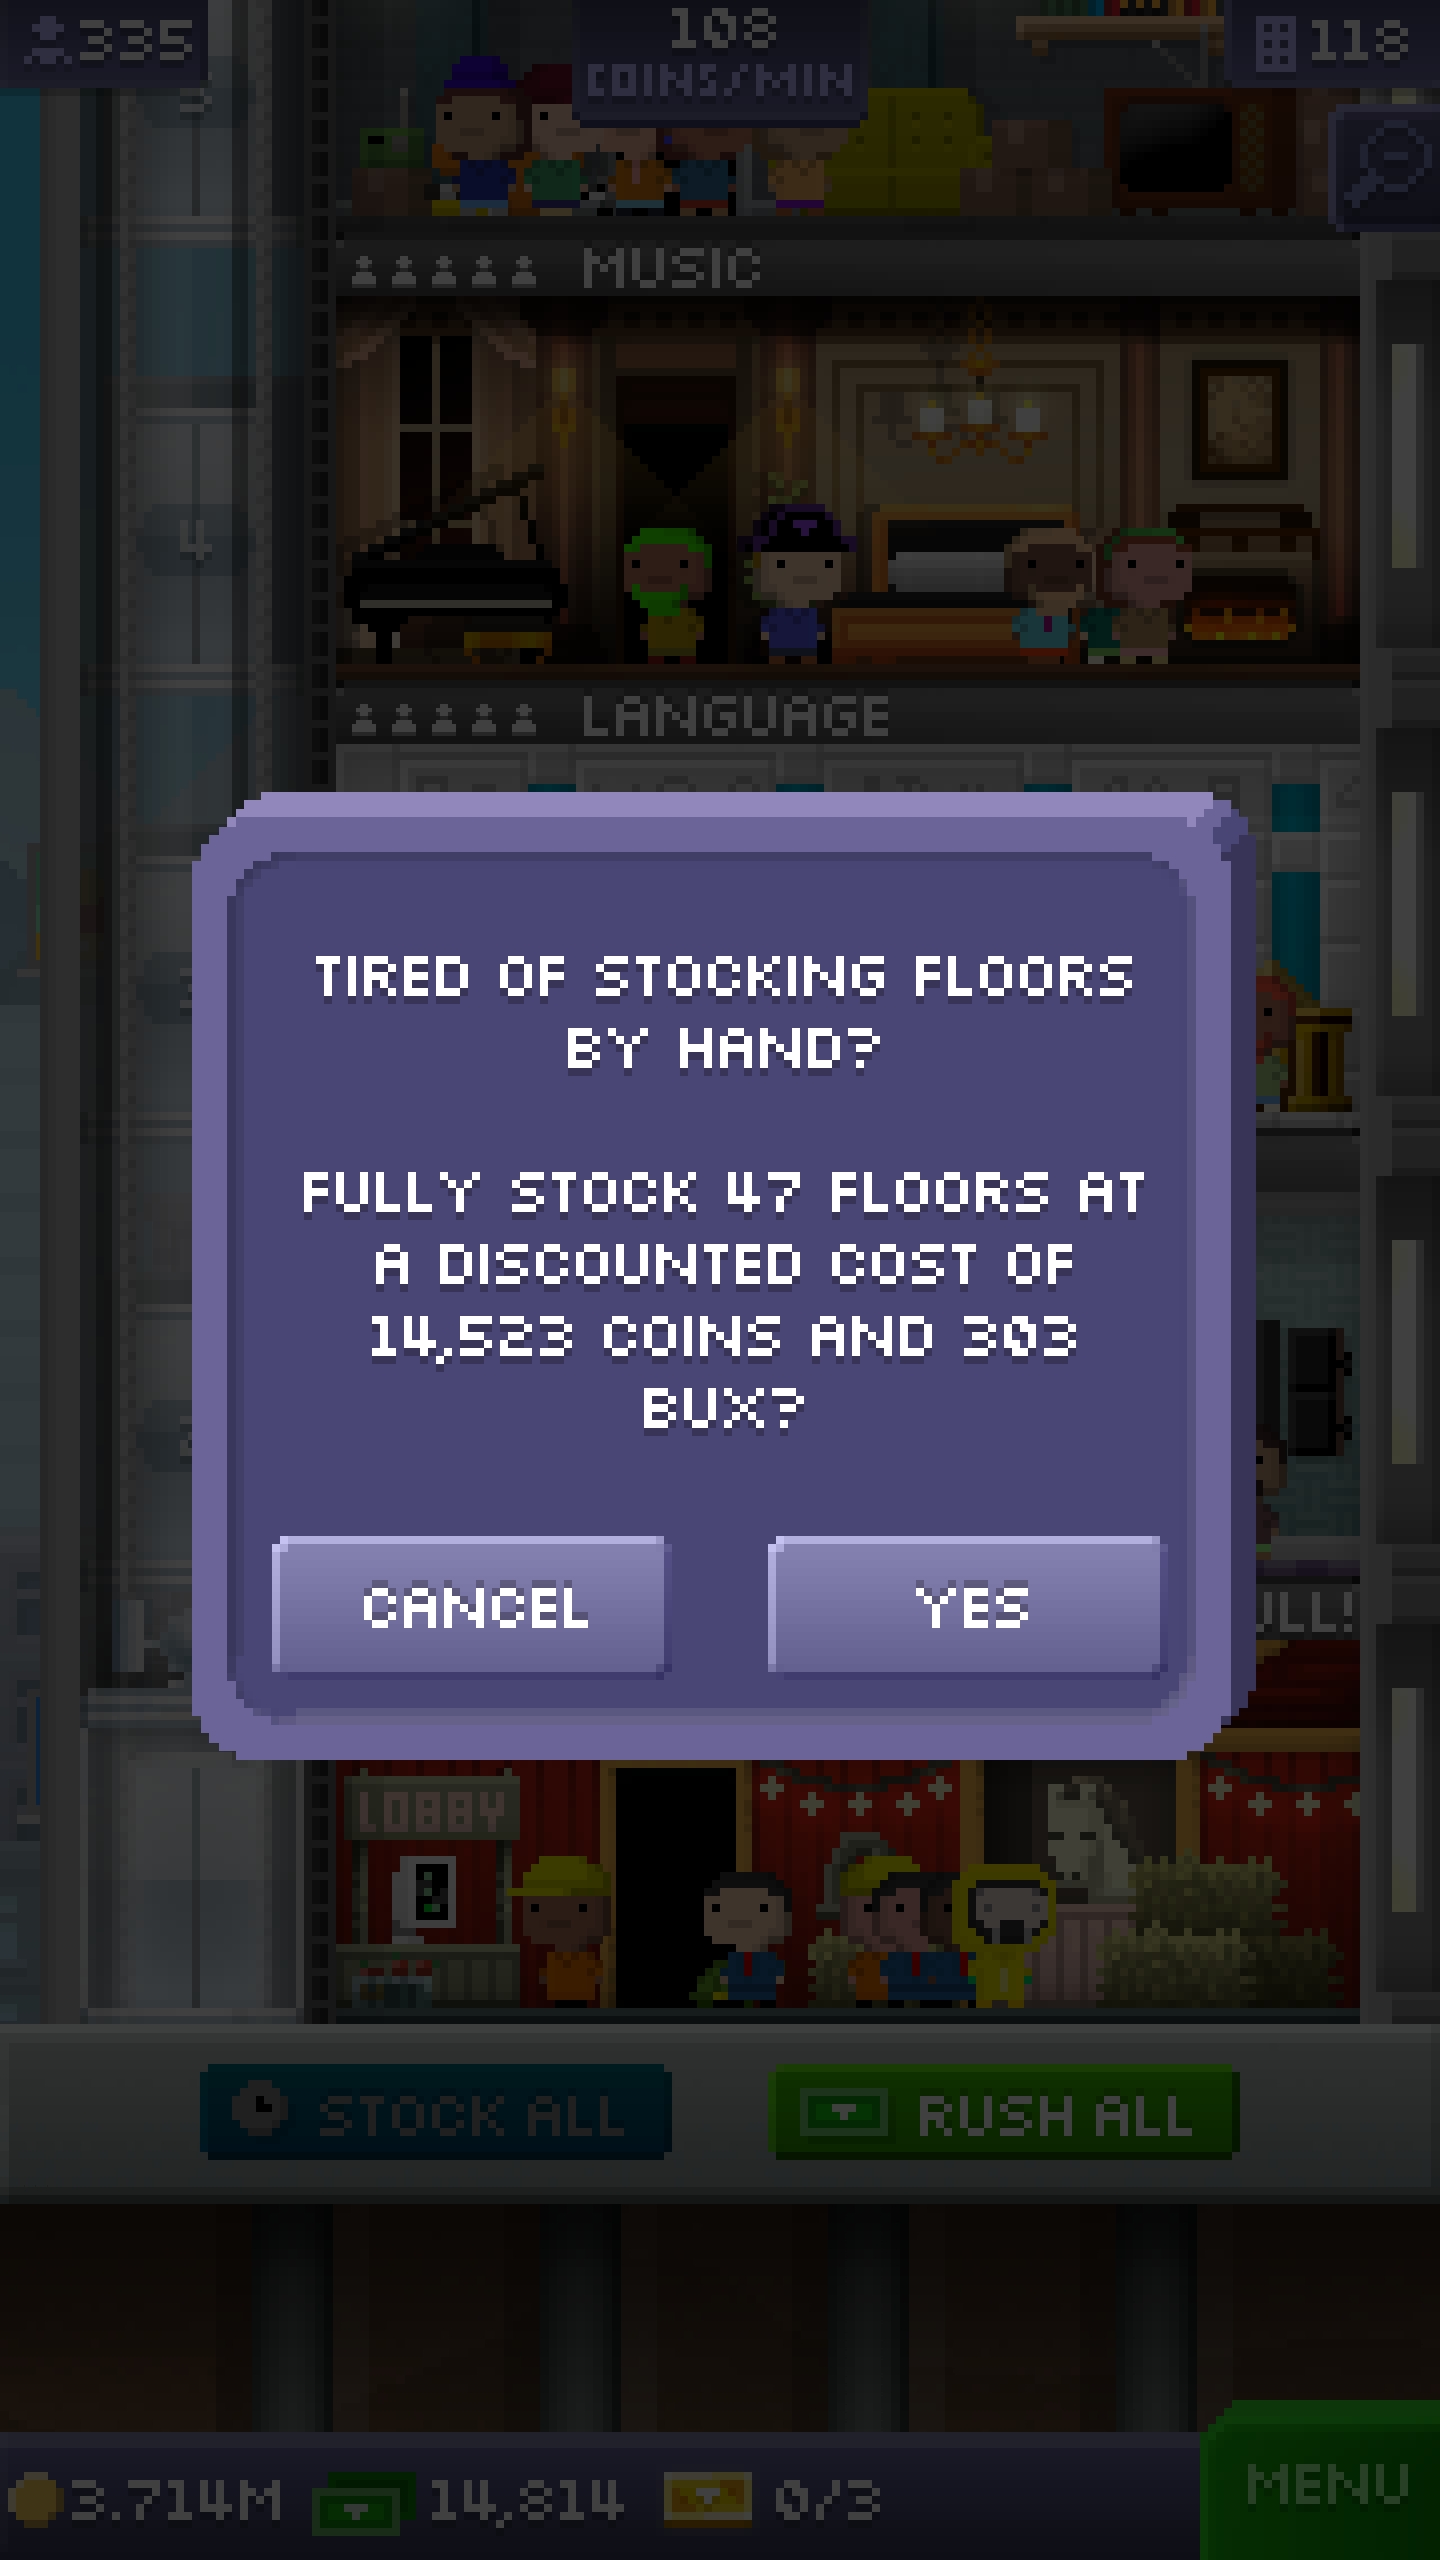 335
108
COINS/MIN
118
MUSIC
4
LANGUAGE
TIRED OF STOCKING FLOORS
BY HAND?
FULLY STOCK 47 FLOORS AT
A DISCOUNTED COST OF
14,523 COINS AND 303
BUX?
CANCEL
YES
LOBBY
STOCK ALL
RUSH ALL
3.714M
14,814
0/3
MENU